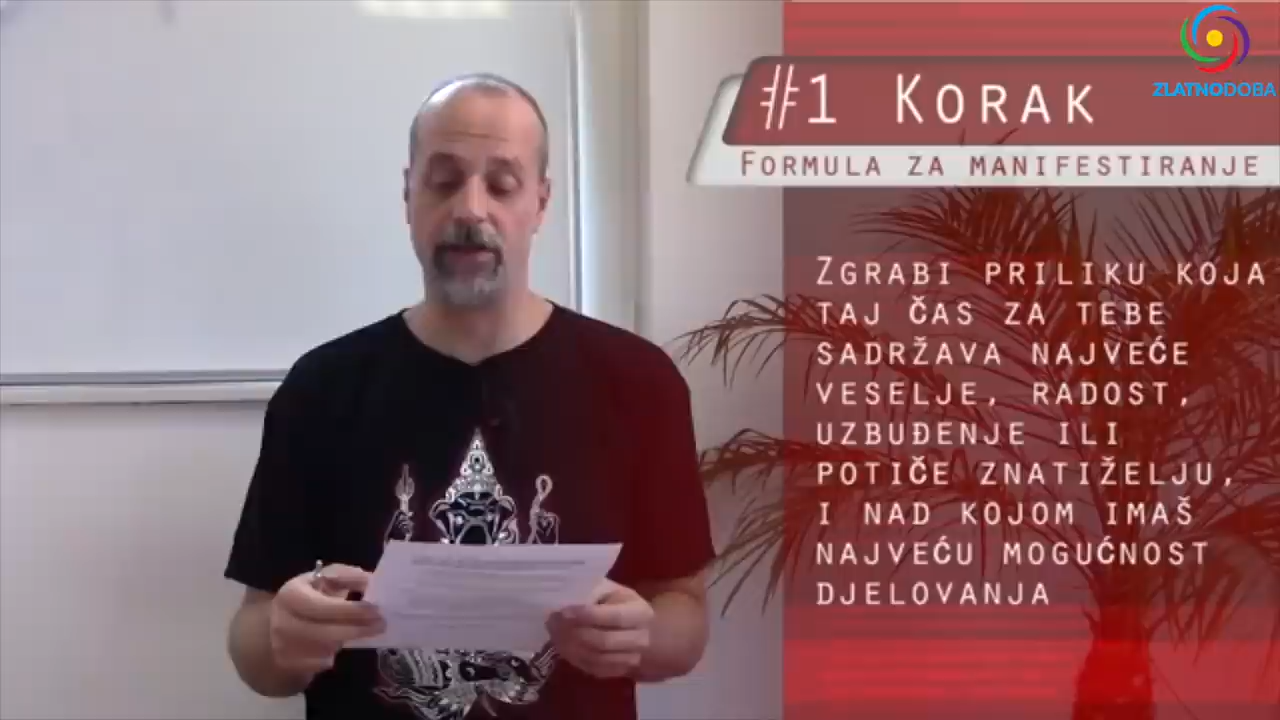 ZLATNODOBA
#1 Korak
Formula za manifestiranje
Zgrabi priliku koja
taj čas za tebe
sadržava najveće
veselje, radost,
uzbuđenje ili
potiče znatiželju,
i nad kojom imaš
najveću mogućnost
djelovanja